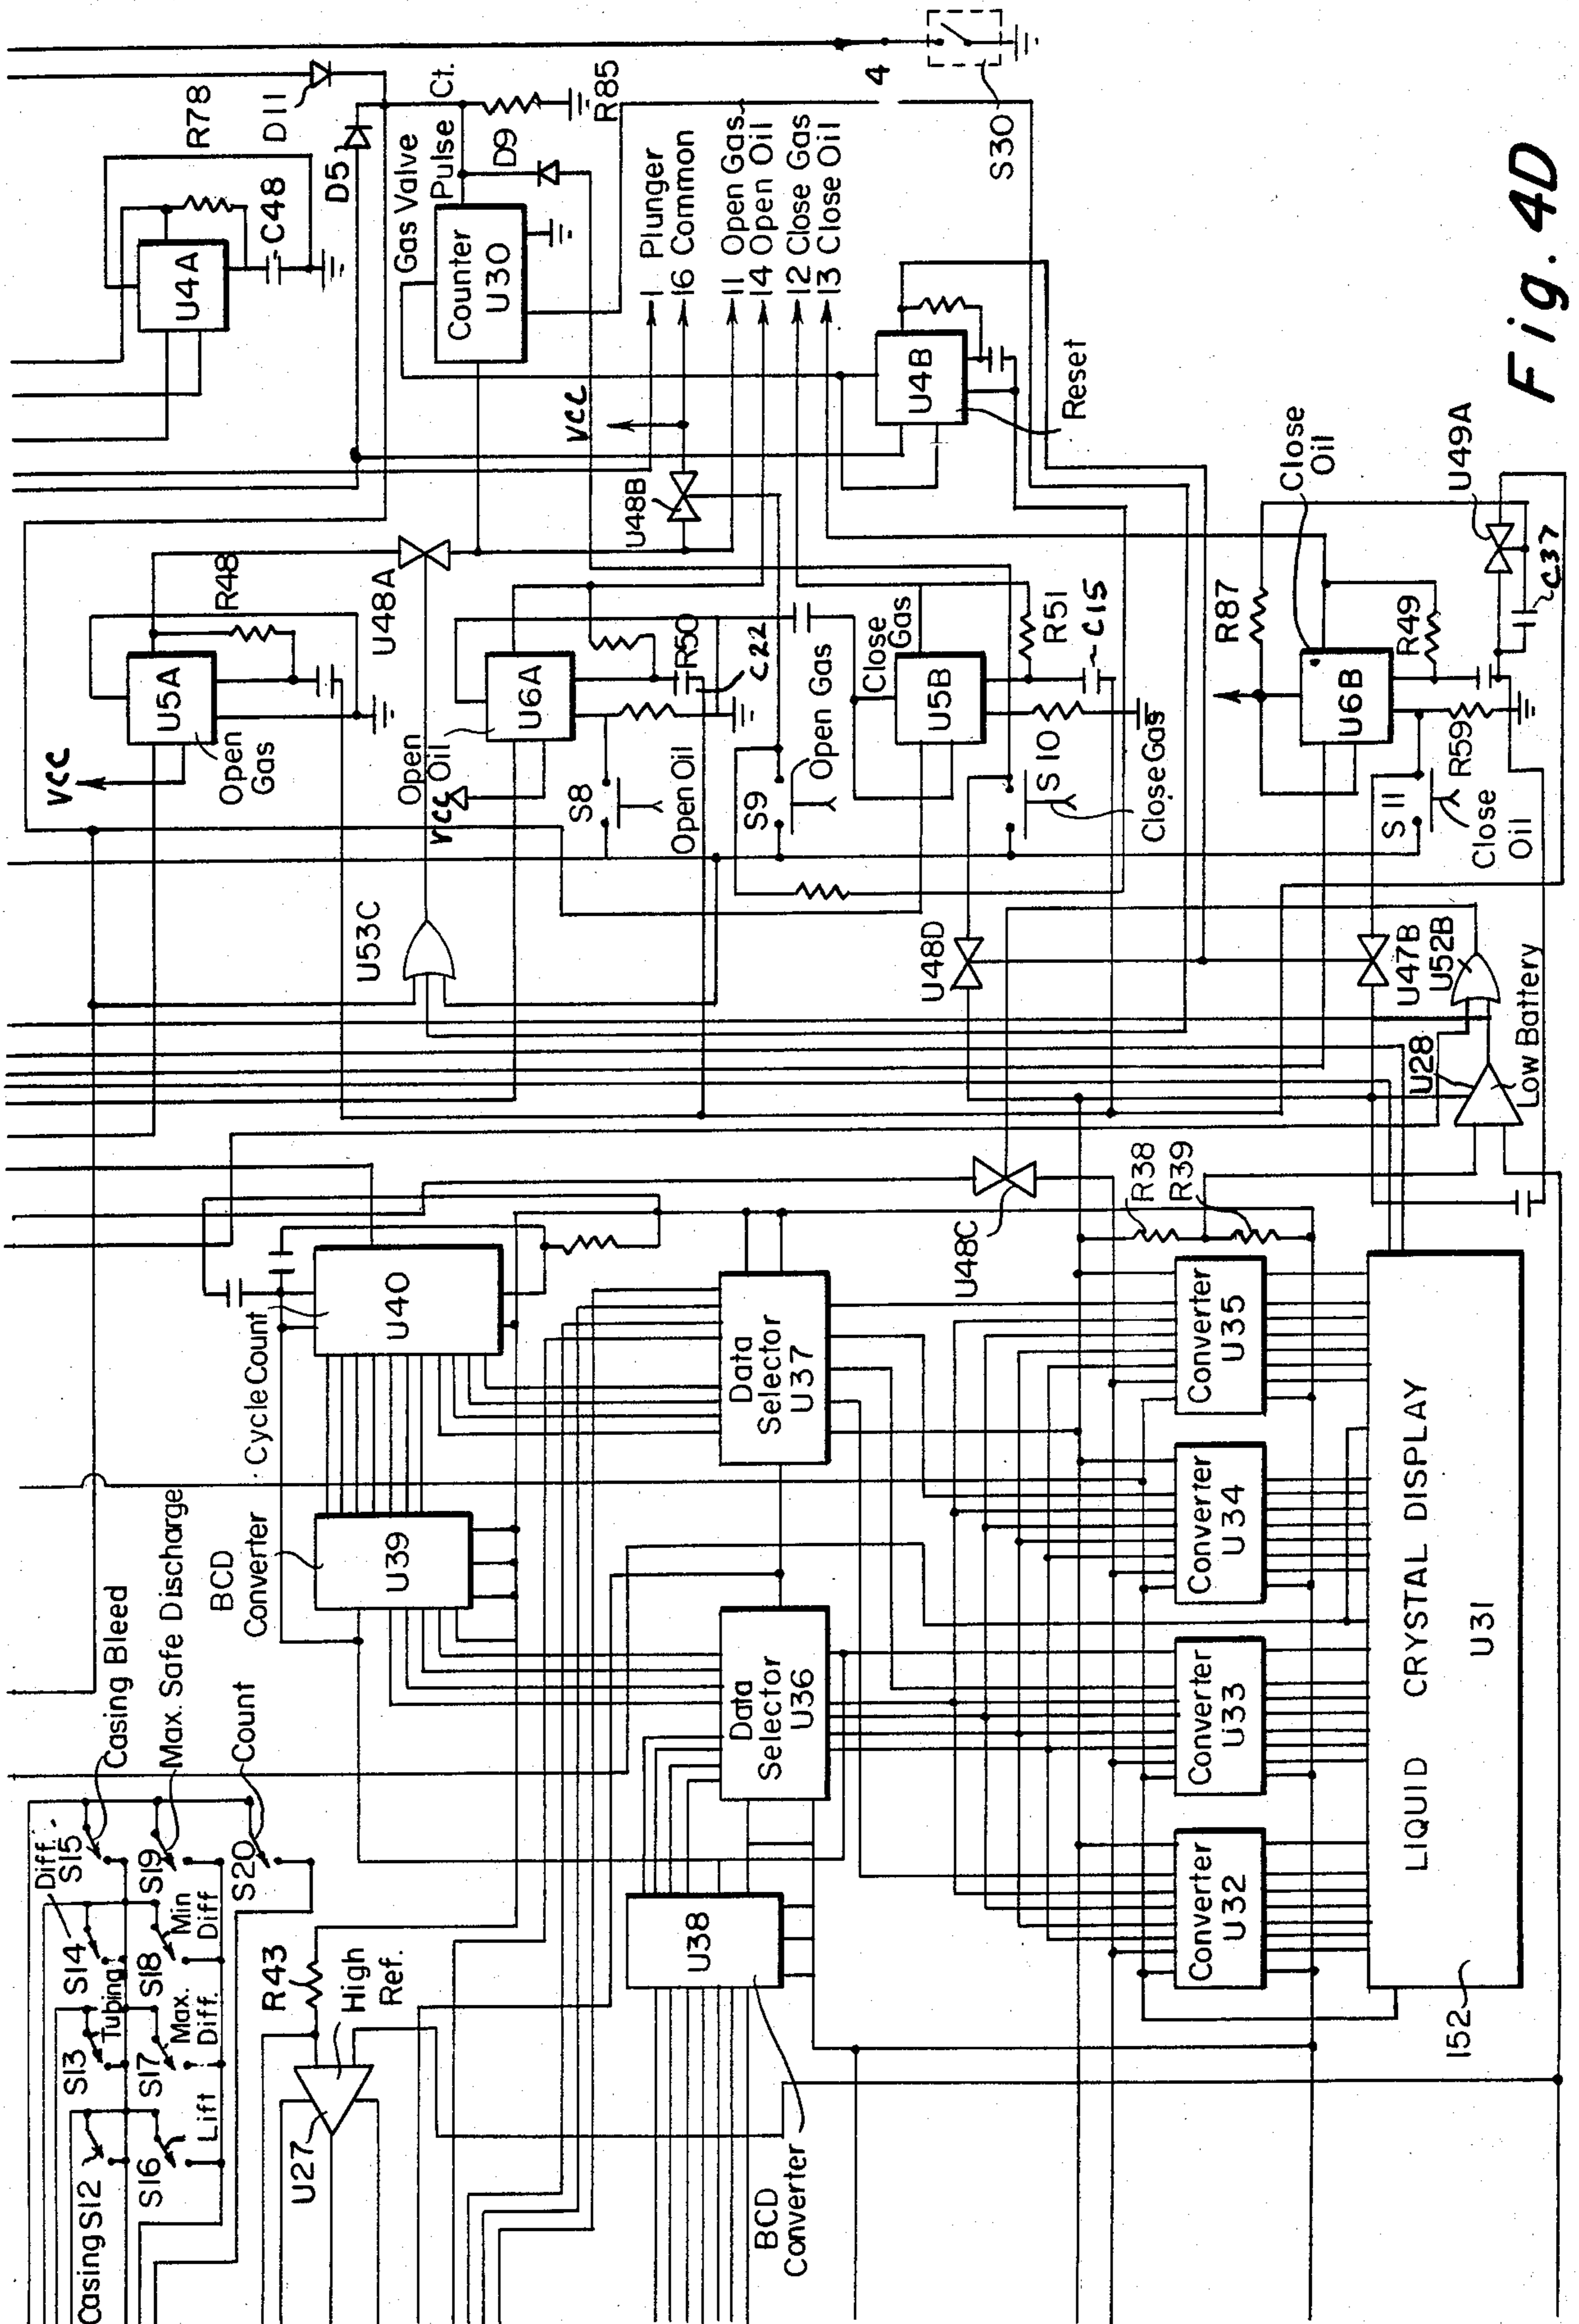 Casing S12
S13
S14
Diff.
S15
Casing Bleed
Tubing
S16
S17
S18
S19
Max. Safe Discharge
Lift
Max.
Diff.
Min
Diff
S20
Count
R43
High
Ref.
U27
BCD
Converter
U39
Cycle Count
U40
U38
BCD
Converter
Data
Selector
U36
Data
Selector
U37
Converter
U32
Converter
U33
Converter
U34
Converter
U35
LIQUID CRYSTAL DISPLAY
U31
152
U48C
R38
R39
U28
Low Battery
U52B
U47B
U48D
U53C
VCC
Open
Gas
U5A
R48
U48A
Open
Oil
VCC
U6A
R50
C22
S8
Open Oil
S9
Open Gas
Close
Gas
U5B
R51
C15
S10
Close Gas
R87
U6B
R49
R59
S11
Close
Oil
Close
Oil
U49A
C37
U48B
VCC
U4B
Reset
U4A
R78
C48
D11
D5
Gas Valve
Pulse Ct.
Counter
U30
D9
R85
1 Plunger
16 Common
11 Open Gas
14 Open Oil
12 Close Gas
13 Close Oil
4
S30
Fig. 4D